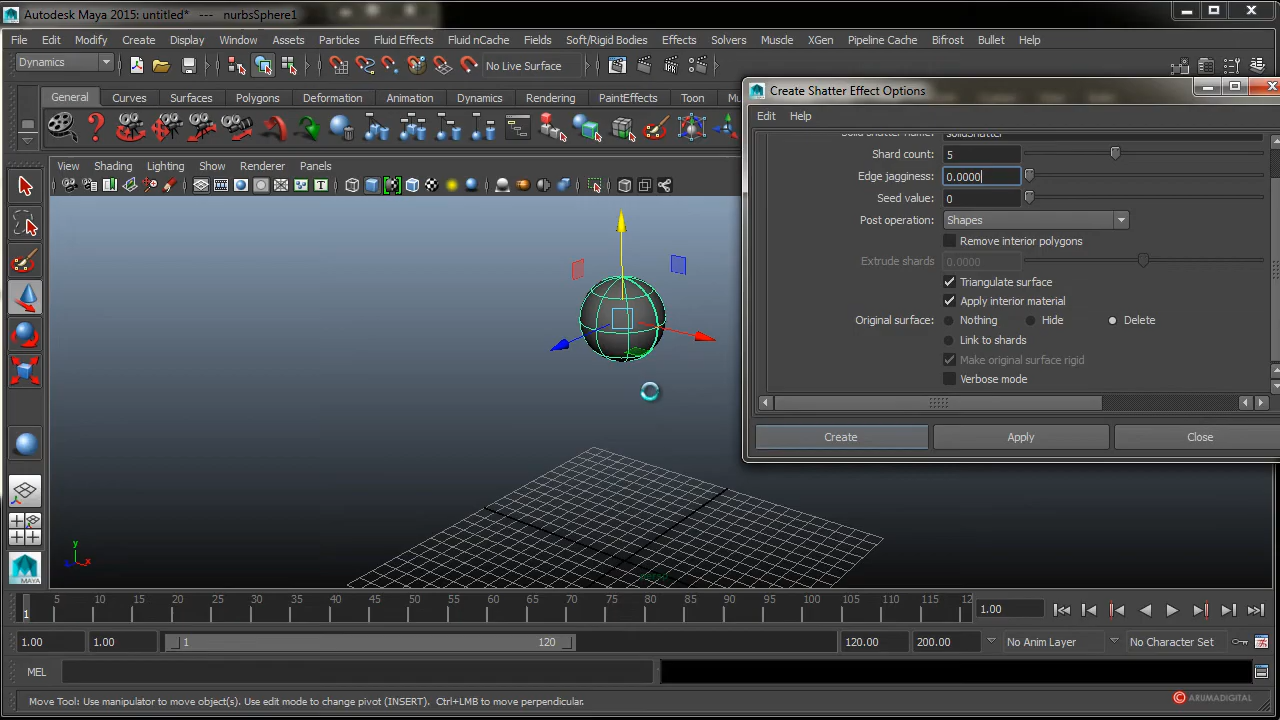 Autodesk Maya 2015: untitled* --- nurbsSphere1
File Edit Modify Create Display Window Assets Particles Fluid Effects Fluid nCache Fields Soft/Rigid Bodies Effects Solvers Muscle XGen Pipeline Cache Bifrost Bullet Help
Dynamics
No Live Surface
General Curves Surfaces Polygons Deformation Animation Dynamics Rendering PaintEffects Toon
View Shading Lighting Show Renderer Panels
Create Shatter Effect Options
Edit Help
Shard count: 5
Edge jagginess: 0.0000
Seed value: 0
Post operation: Shapes
Remove interior polygons
Extrude shards 0.0000
Triangulate surface
Apply interior material
Original surface: Nothing Hide Delete
Link to shards
Make original surface rigid
Verbose mode
Create Apply Close
y
x
MAYA
1 5 10 15 20 25 30 35 40 45 50 55 60 65 70 75 80 85 90 95 100 105 110 115 12 1.00
1.00 1.00 1 120 120.00 200.00 No Anim Layer No Character Set
MEL
Move Tool: Use manipulator to move object(s). Use edit mode to change pivot (INSERT). Ctrl+LMB to move perpendicular.
© ARUMADIGITAL